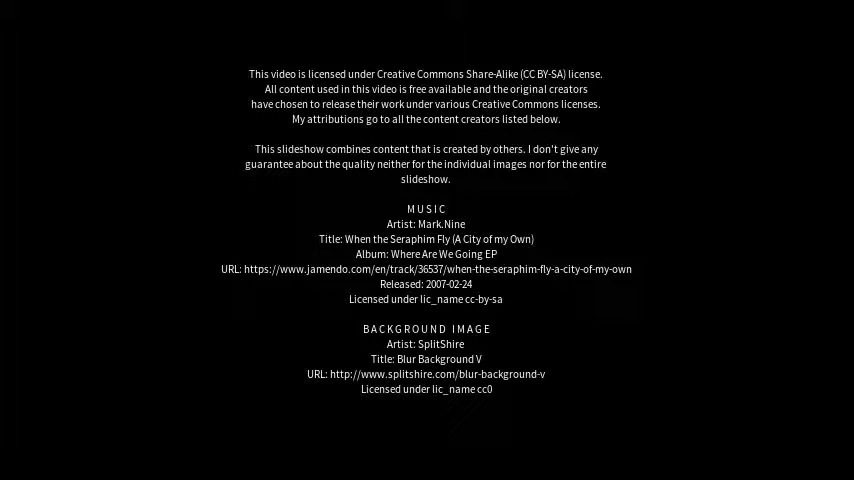 This video is licensed under Creative Commons Share-Alike (CC BY-SA) license.
All content used in this video is free available and the original creators
have chosen to release their work under various Creative Commons licenses.
My attributions go to all the content creators listed below.
This slideshow combines content that is created by others. I don't give any
guarantee about the quality neither for the individual images nor for the entire
slideshow.
MUSIC
Artist: Mark.Nine
Title: When the Seraphim Fly (A City of my Own)
Album: Where Are We Going EP
URL: https://www.jamendo.com/en/track/36537/when-the-seraphim-fly-a-city-of-my-own
Released: 2007-02-24
Licensed under lic_name cc-by-sa
BACKGROUND IMAGE
Artist: SplitShire
Title: Blur Background V
URL: http://www.splitshire.com/blur-background-v
Licensed under lic_name cc0